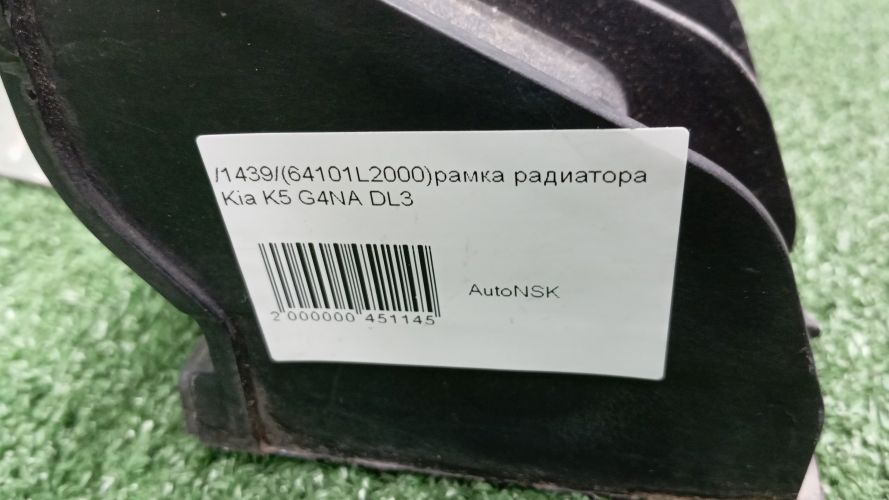 /1439/(64101L2000)рамка радиатора
Kia K5 G4NA DL3
AutoNSK
2 000000 451145